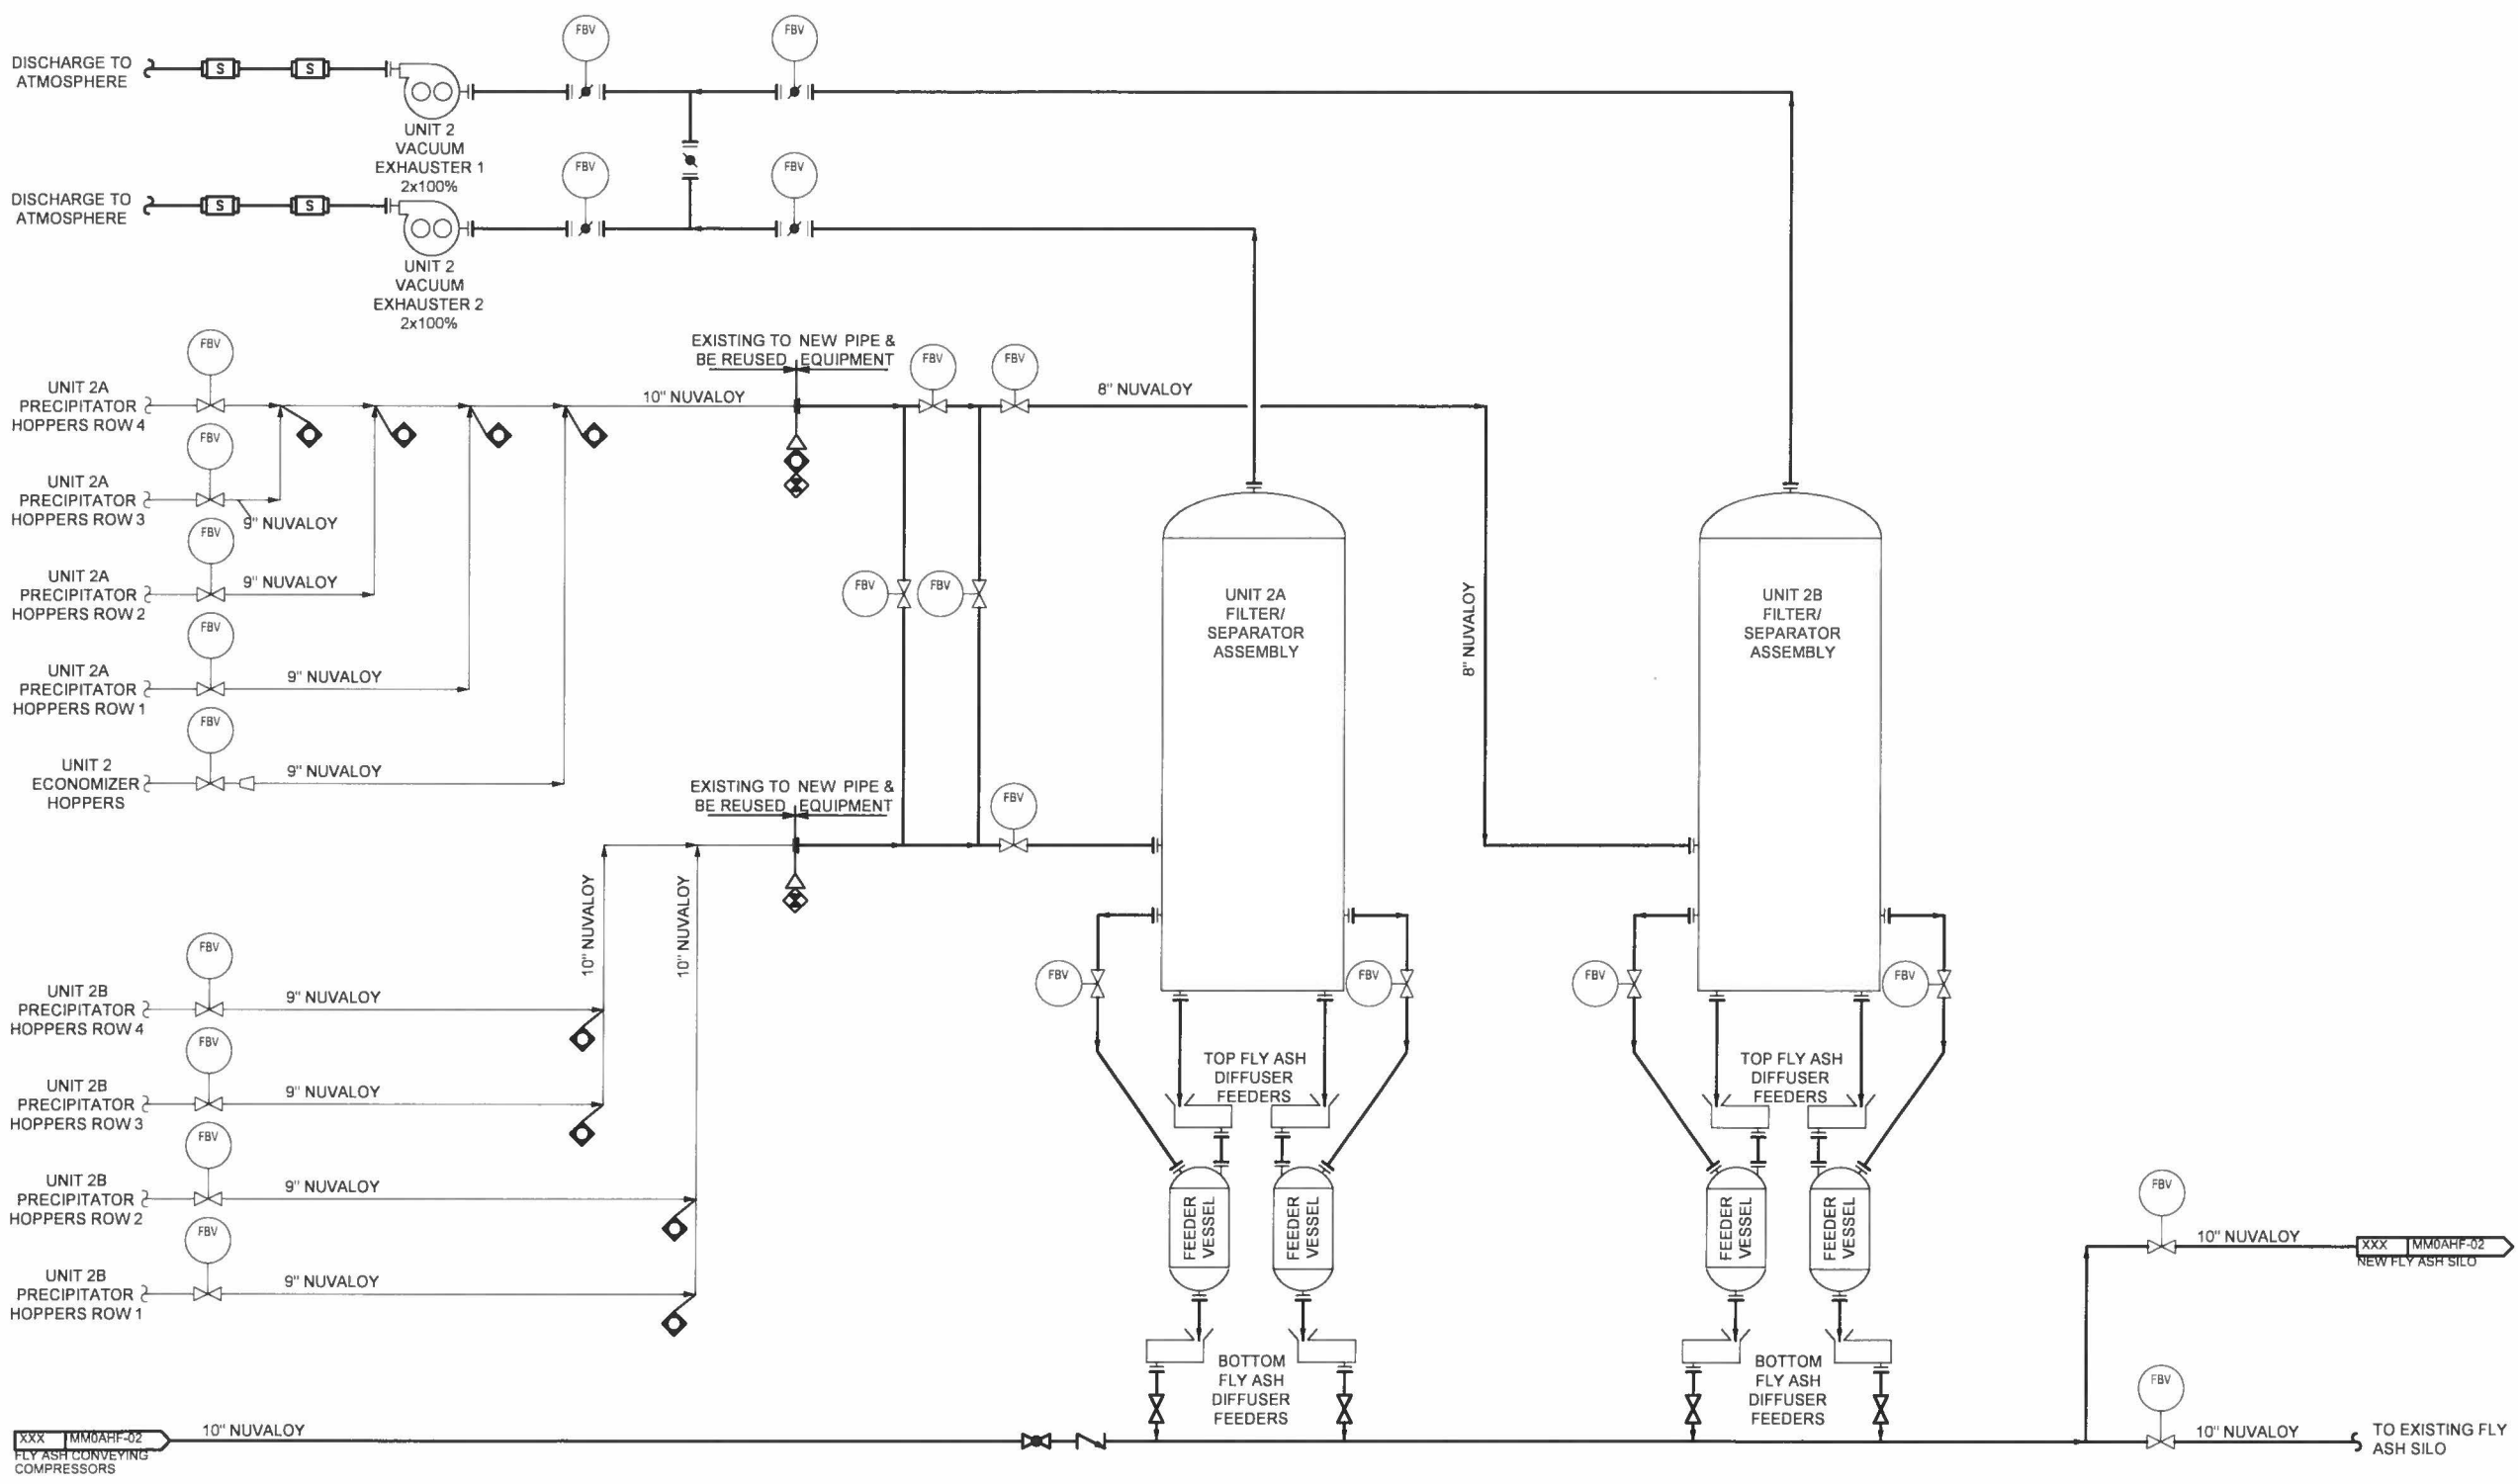 FBV
FBV
DISCHARGE TO
ATMOSPHERE
S
S
UNIT 2
VACUUM
EXHAUSTER 1
2x100%
FBV
FBV
DISCHARGE TO
ATMOSPHERE
S
S
UNIT 2
VACUUM
EXHAUSTER 2
2x100%
EXISTING TO
BE REUSED
NEW PIPE &
EQUIPMENT
FBV
FBV
FBV
UNIT 2A
PRECIPITATOR
HOPPERS ROW 4
10" NUVALOY
8" NUVALOY
FBV
UNIT 2A
PRECIPITATOR
HOPPERS ROW 3
9" NUVALOY
FBV
UNIT 2A
PRECIPITATOR
HOPPERS ROW 2
9" NUVALOY
FBV
FBV
UNIT 2A
FILTER/
SEPARATOR
ASSEMBLY
8" NUVALOY
UNIT 2B
FILTER/
SEPARATOR
ASSEMBLY
FBV
UNIT 2A
PRECIPITATOR
HOPPERS ROW 1
9" NUVALOY
FBV
UNIT 2
ECONOMIZER
HOPPERS
9" NUVALOY
EXISTING TO
BE REUSED
NEW PIPE &
EQUIPMENT
FBV
10" NUVALOY
10" NUVALOY
FBV
UNIT 2B
PRECIPITATOR
HOPPERS ROW 4
9" NUVALOY
FBV
FBV
FBV
FBV
FBV
UNIT 2B
PRECIPITATOR
HOPPERS ROW 3
9" NUVALOY
TOP FLY ASH
DIFFUSER
FEEDERS
TOP FLY ASH
DIFFUSER
FEEDERS
FBV
UNIT 2B
PRECIPITATOR
HOPPERS ROW 2
9" NUVALOY
FEEDER
VESSEL
FEEDER
VESSEL
FEEDER
VESSEL
FEEDER
VESSEL
FBV
10" NUVALOY
XXX
MM0AHF-02
NEW FLY ASH SILO
FBV
UNIT 2B
PRECIPITATOR
HOPPERS ROW 1
9" NUVALOY
BOTTOM
FLY ASH
DIFFUSER
FEEDERS
BOTTOM
FLY ASH
DIFFUSER
FEEDERS
FBV
XXX
MM0AHF-02
FLY ASH CONVEYING
COMPRESSORS
10" NUVALOY
10" NUVALOY
TO EXISTING FLY
ASH SILO